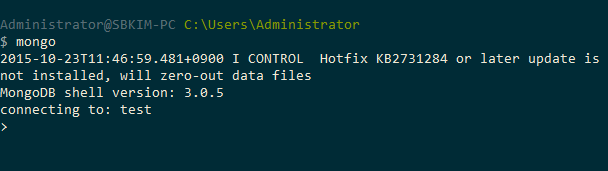 Administrator@SBKIM-PC C:\Users\Administrator
$ mongo
2015-10-23T11:46:59.481+0900 I CONTROL  Hotfix KB2731284 or later update is
not installed, will zero-out data files
MongoDB shell version: 3.0.5
connecting to: test
>